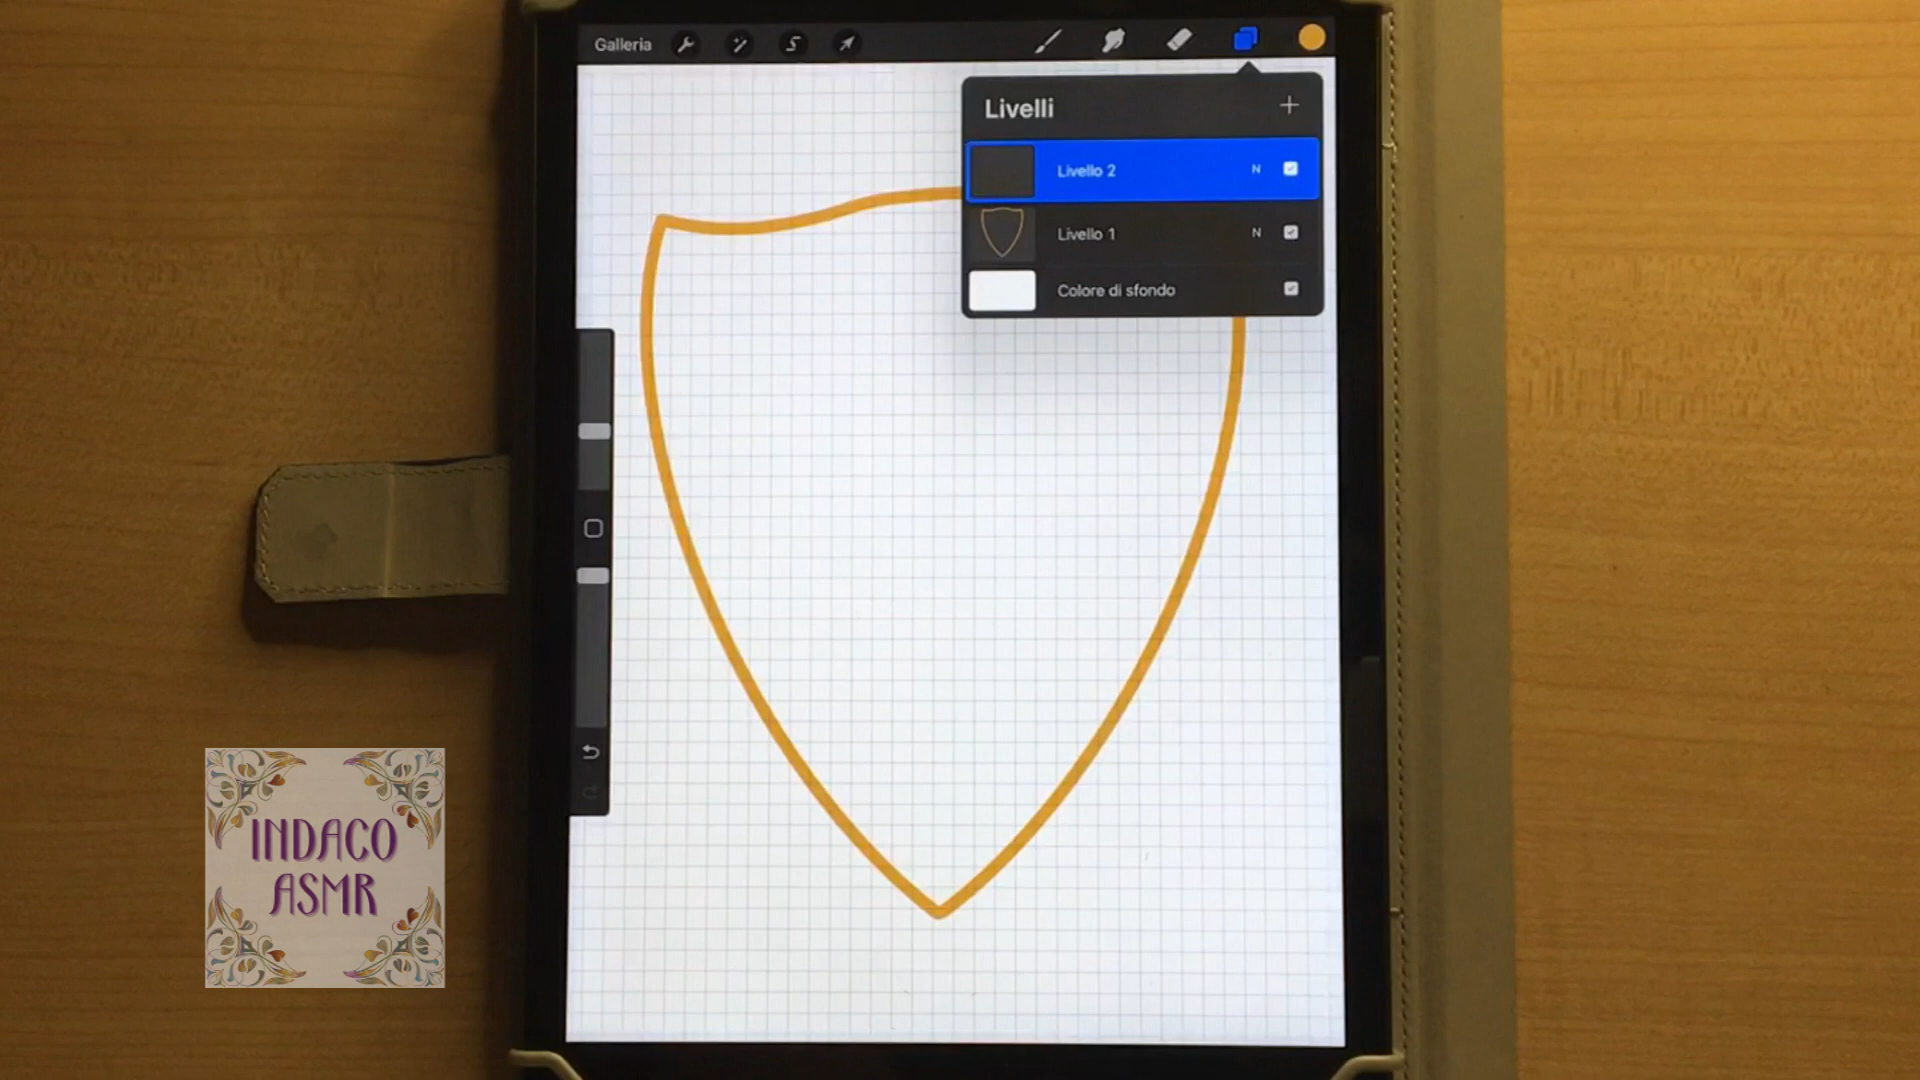 Galleria
Livelli
Livello 2 N
Livello 1 N
Colore di sfondo
INDACO
ASMR